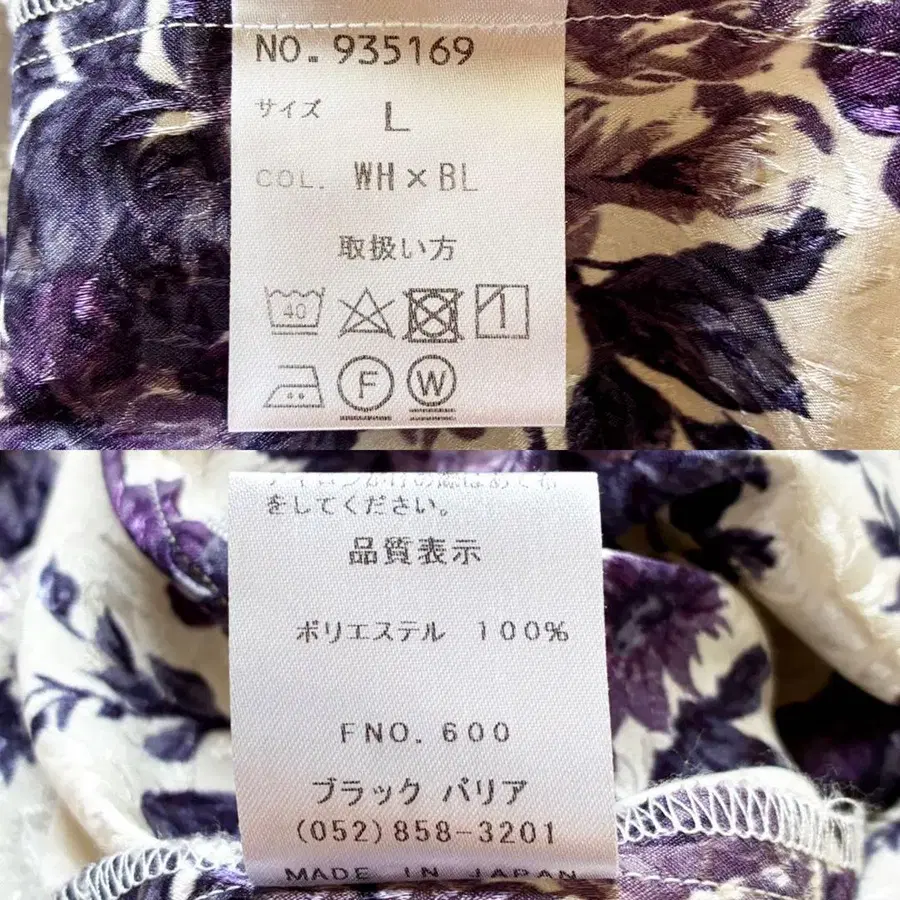 NO. 935169
サイズ L
COL. WH×BL
取扱い方
40
1
F W
をしてください。
品質表示
ポリエステル 100%
FNO. 600
ブラック バリア
(052)858-3201
MADE IN JAPAN